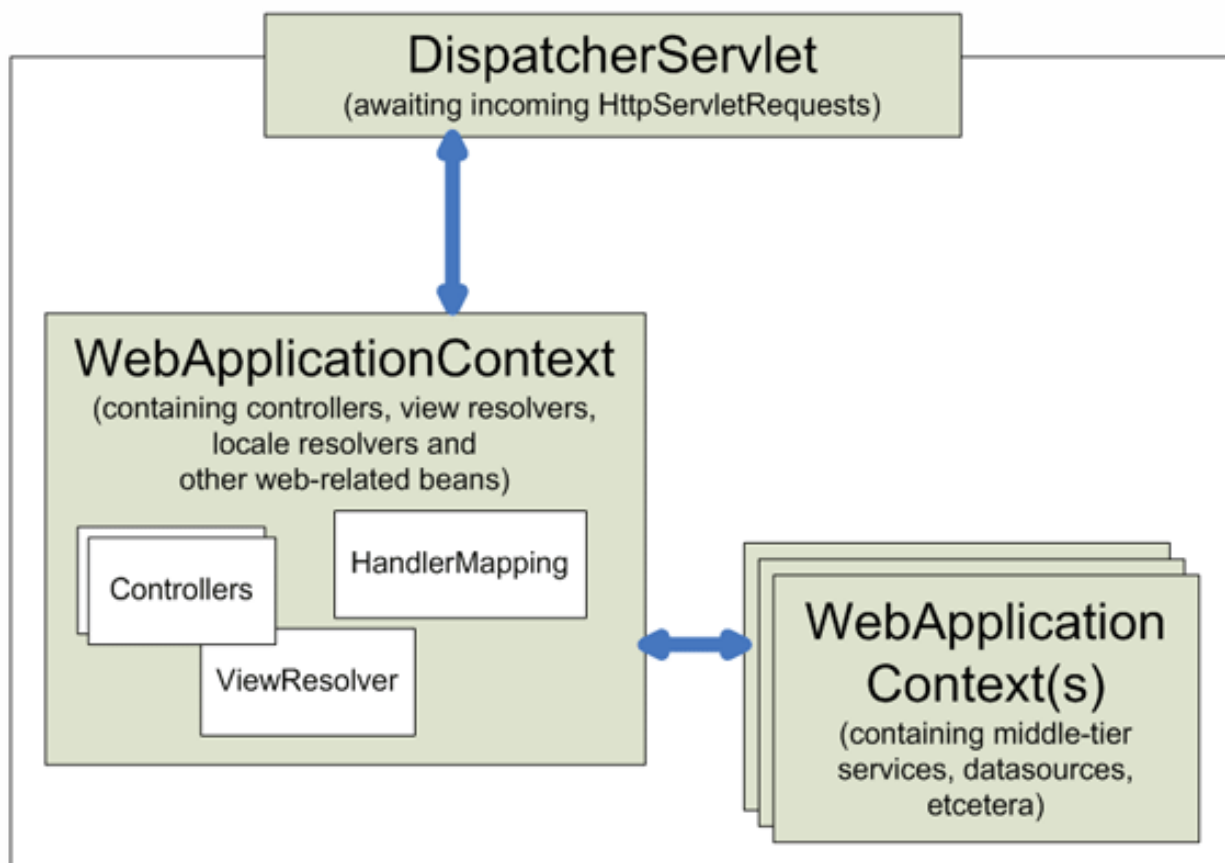 DispatcherServlet
(awaiting incoming HttpServletRequests)
WebApplicationContext
(containing controllers, view resolvers,
locale resolvers and
other web-related beans)
HandlerMapping
Controllers
ViewResolver
WebApplication
Context(s)
(containing middle-tier
services, datasources,
etcetera)